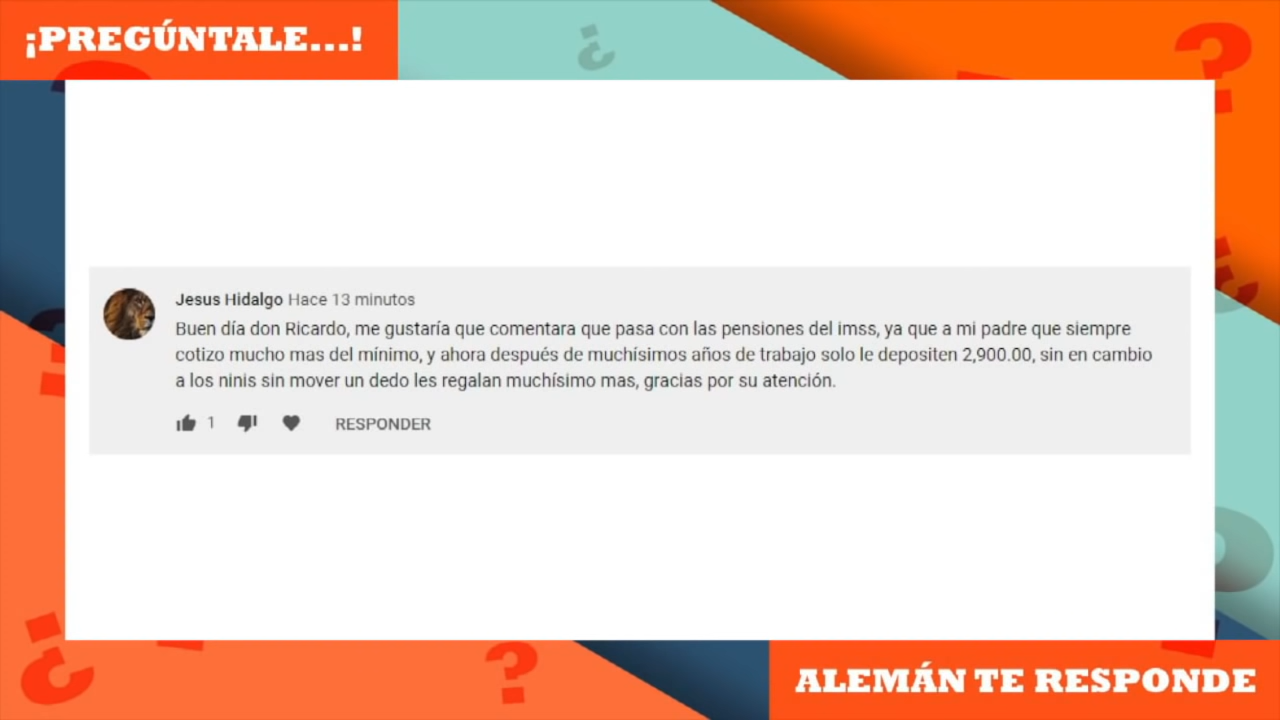 ¡PREGÚNTALE...!
Jesus Hidalgo Hace 13 minutos
Buen día don Ricardo, me gustaría que comentara que pasa con las pensiones del imss, ya que a mi padre que siempre
cotizo mucho mas del mínimo, y ahora después de muchísimos años de trabajo solo le depositen 2,900.00, sin en cambio
a los ninis sin mover un dedo les regalan muchísimo mas, gracias por su atención.
1 RESPONDER
ALEMÁN TE RESPONDE